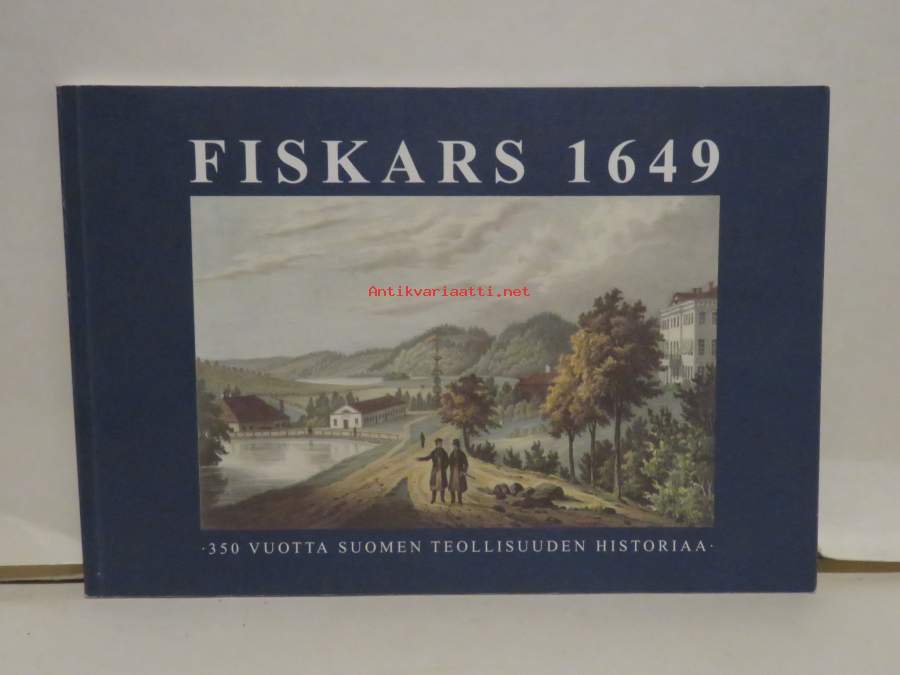 FISKARS 1649
Antikvariaatti.net
·350 VUOTTA SUOMEN TEOLLISUUDEN HISTORIAA·